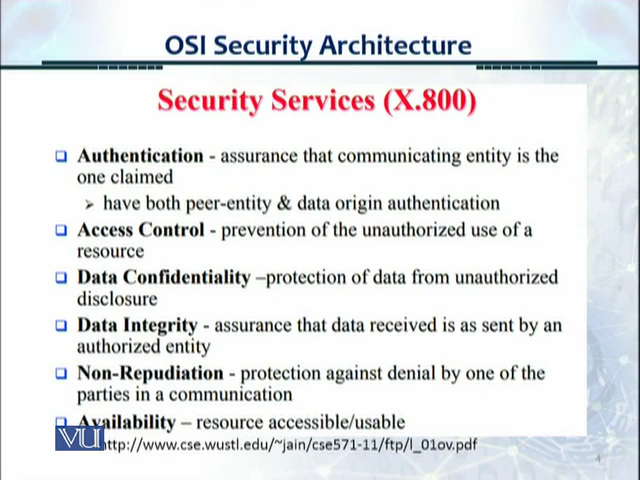 OSI Security Architecture
Security Services (X.800)
Authentication - assurance that communicating entity is the
one claimed
have both peer-entity & data origin authentication
Access Control - prevention of the unauthorized use of a
resource
Data Confidentiality –protection of data from unauthorized
disclosure
Data Integrity - assurance that data received is as sent by an
authorized entity
Non-Repudiation - protection against denial by one of the
parties in a communication
Availability – resource accessible/usable
VU
http://www.cse.wustl.edu/~jain/cse571-11/ftp/l_01ov.pdf
4